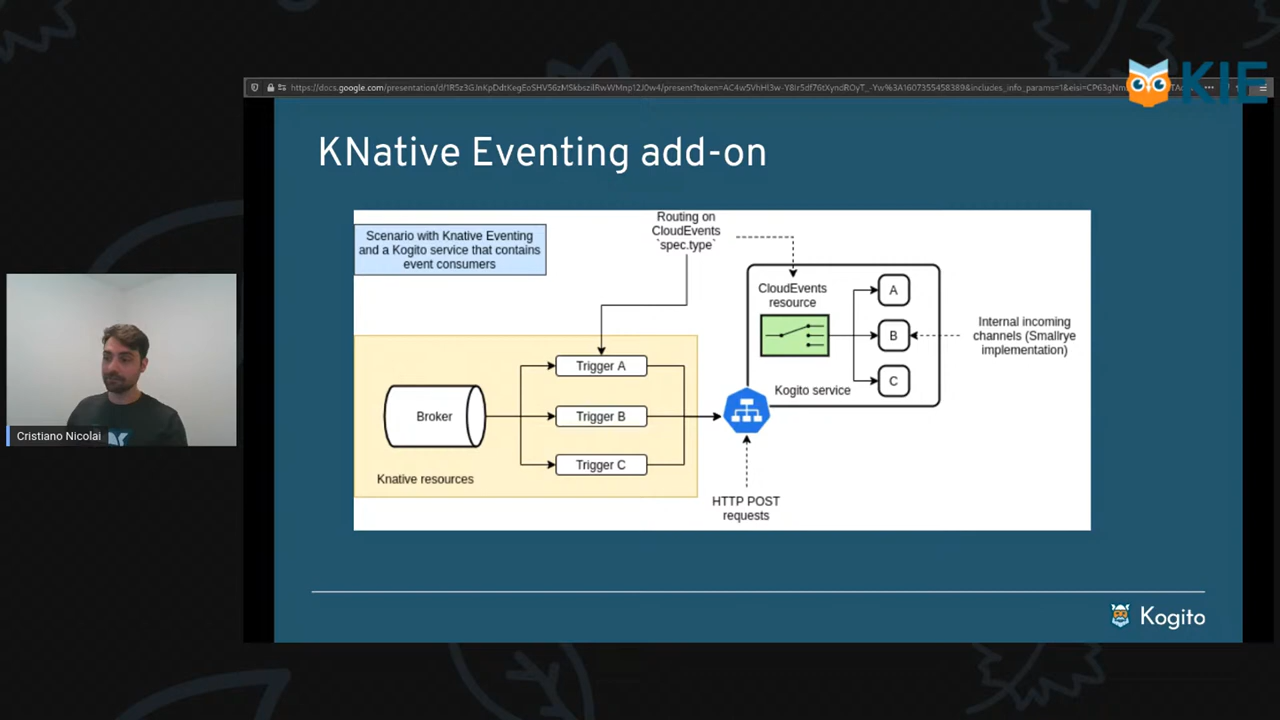 KIE
KNative Eventing add-on
Scenario with Knative Eventing
and a Kogito service that contains
event consumers
Routing on
CloudEvents
`spec.type`
CloudEvents
resource
A
B
C
Kogito service
Internal incoming
channels (Smallrye
implementation)
Broker
Trigger A
Trigger B
Trigger C
Knative resources
HTTP POST
requests
Cristiano Nicolai
Kogito